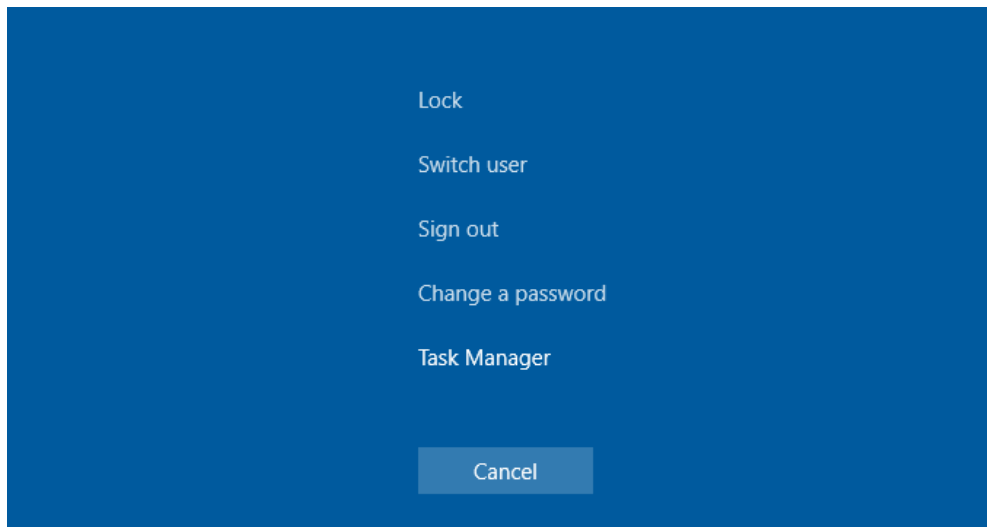 Lock
Switch user
Sign out
Change a password
Task Manager
Cancel